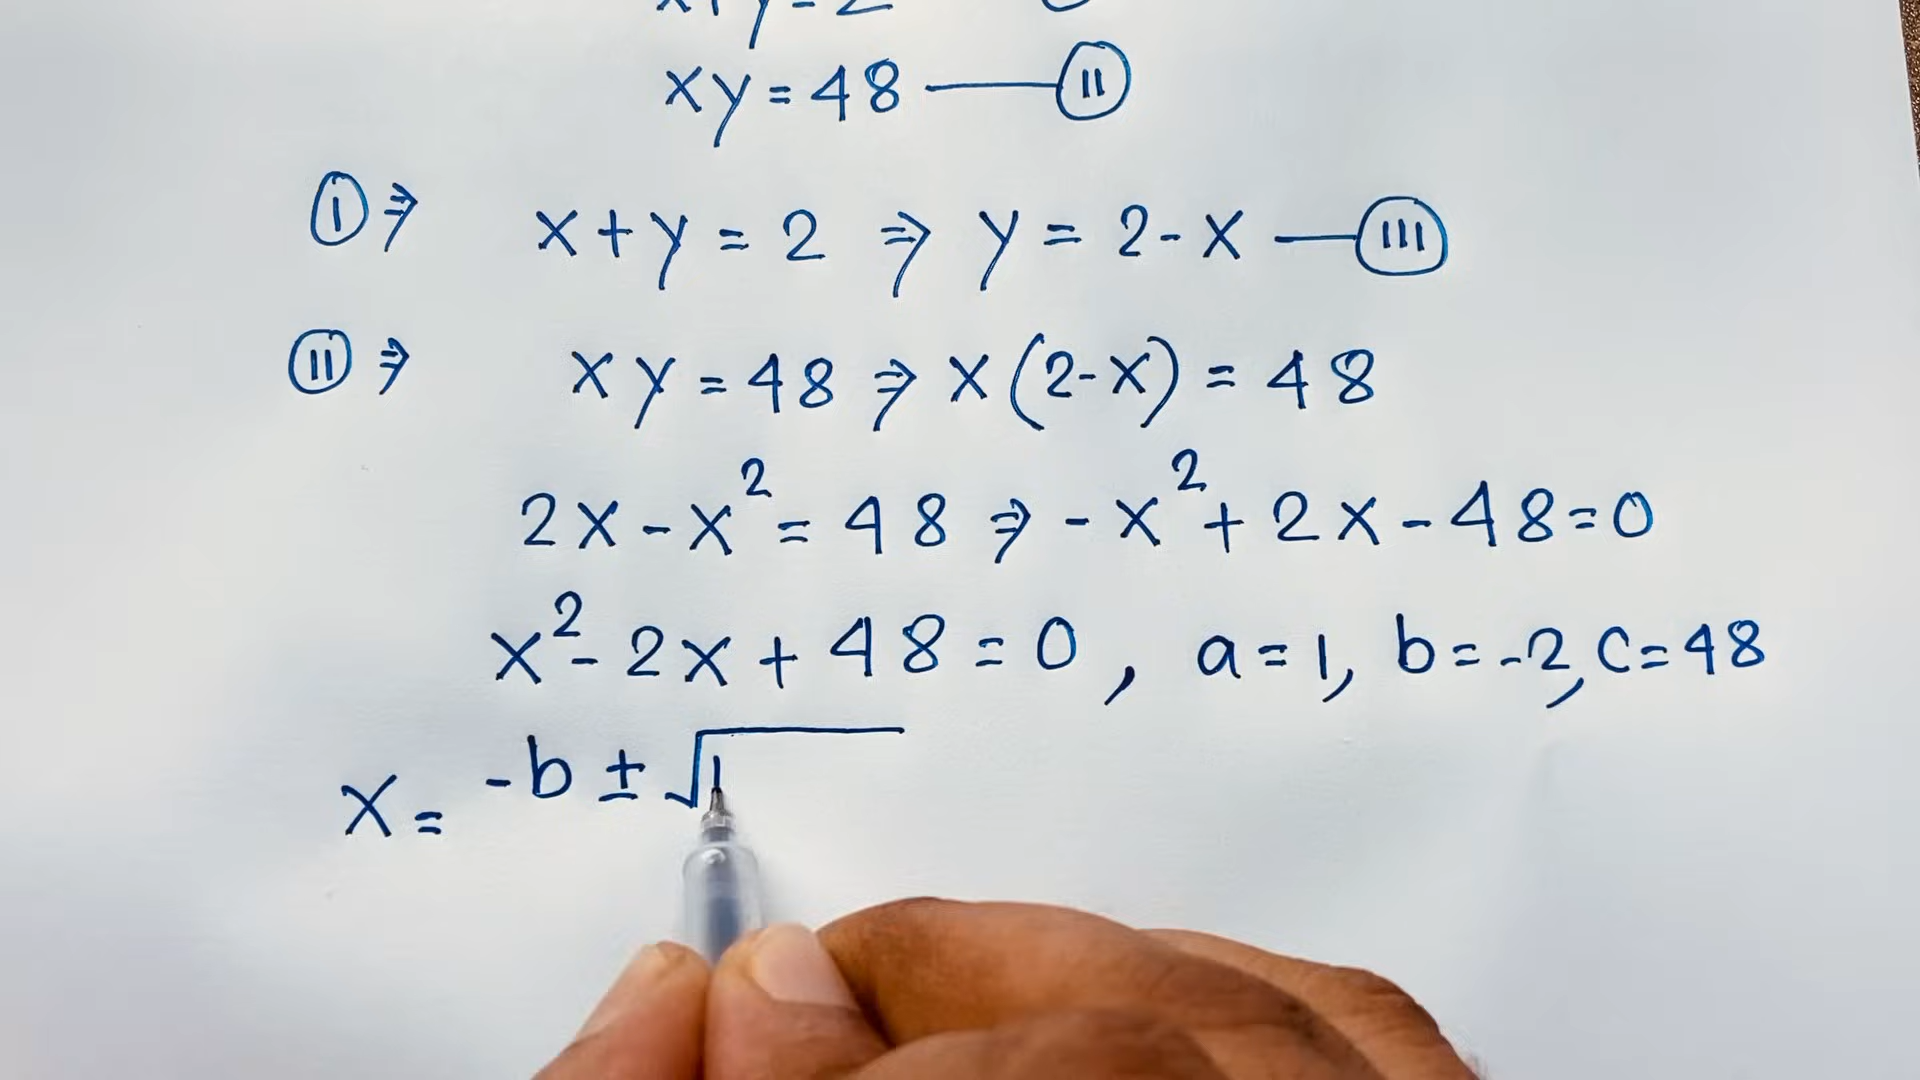 x+y=2
xy=48 — II
I ⇒ x+y=2 ⇒ y=2-x — III
II ⇒ xy=48 ⇒ x(2-x)=48
2x-x²=48 ⇒ -x²+2x-48=0
x²-2x+48=0, a=1, b=-2, c=48
x= -b±√